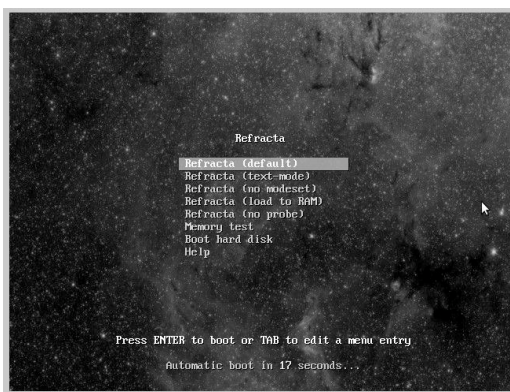 Refracta
Refracta (default)
Refracta (text-mode)
Refracta (no modeset)
Refracta (load to RAM)
Refracta (no probe)
Memory test
Boot hard disk
Help
Press ENTER to boot or TAB to edit a menu entry
Automatic boot in 17 seconds...